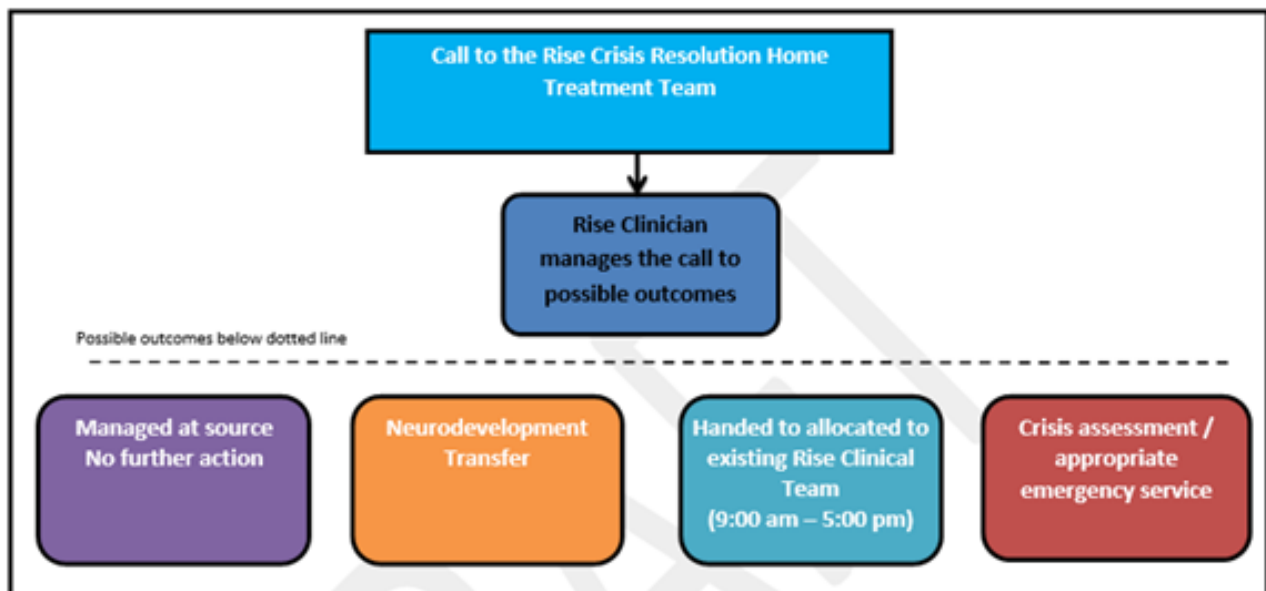 Call to the Rise Crisis Resolution Home
Treatment Team
Rise Clinician
manages the call to
possible outcomes
Possible outcomes below dotted line
Managed at source
No further action
Neurodevelopment
Transfer
Handed to allocated to
existing Rise Clinical
Team
(9:00 am – 5:00 pm)
Crisis assessment /
appropriate
emergency service